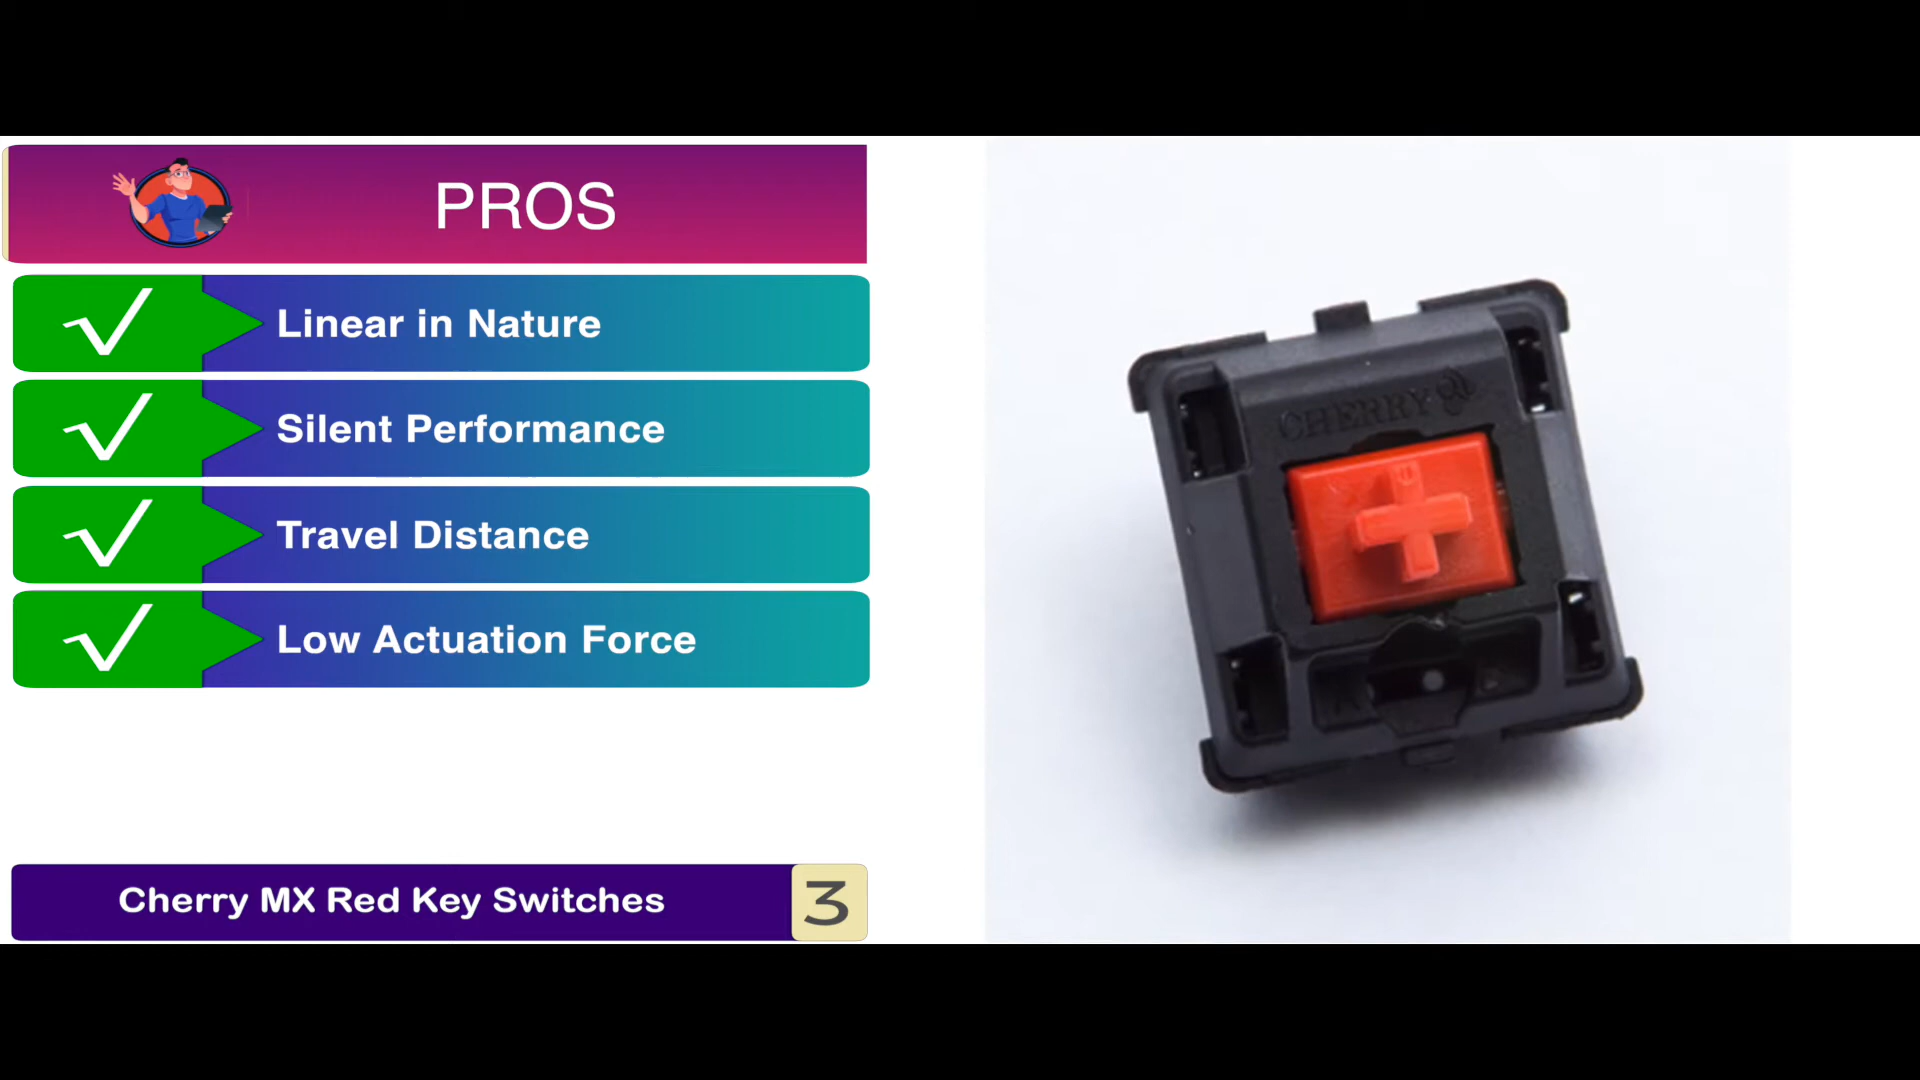 PROS
Linear in Nature
Silent Performance
Travel Distance
Low Actuation Force
Cherry MX Red Key Switches
3
CHERRY